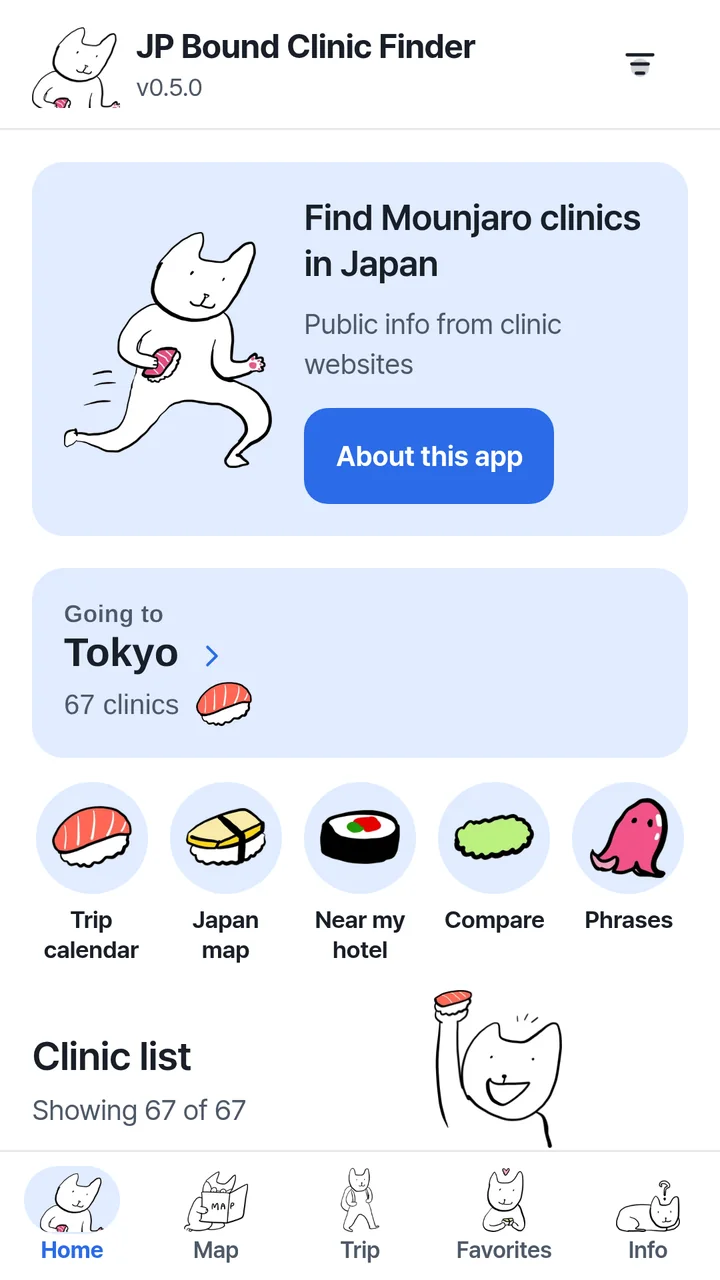 JP Bound Clinic Finder
v0.5.0
Find Mounjaro clinics
in Japan
Public info from clinic
websites
About this app
Going to
Tokyo
67 clinics
Trip
calendar
Japan
map
Near my
hotel
Compare
Phrases
Clinic list
Showing 67 of 67
MAP
?
Home
Map
Trip
Favorites
Info